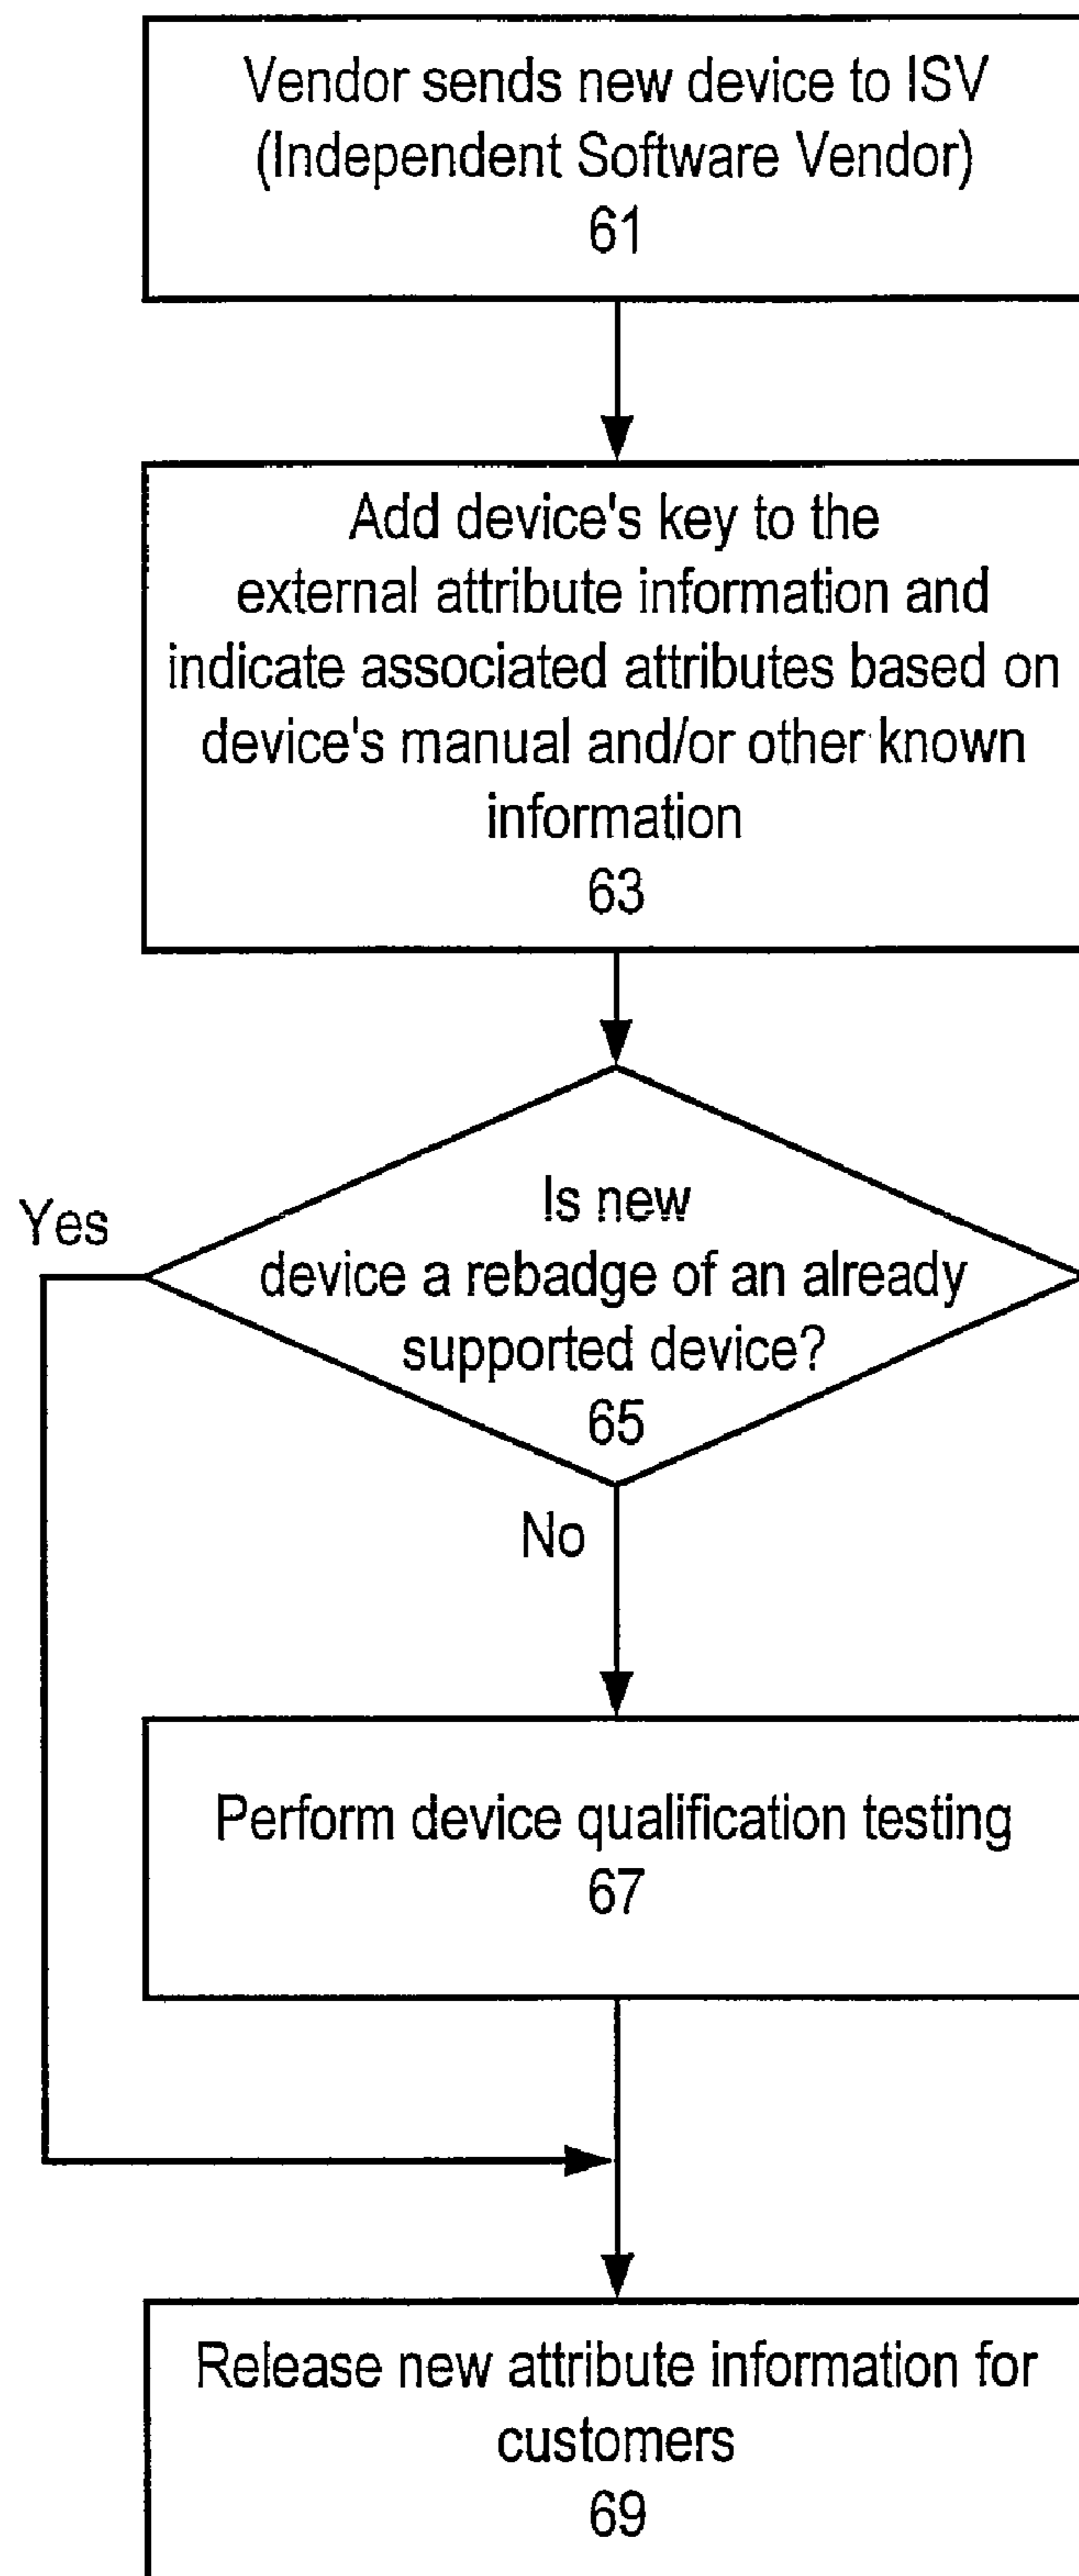 Vendor sends new device to ISV
(Independent Software Vendor)
61
Add device's key to the
external attribute information and
indicate associated attributes based on
device's manual and/or other known
information
63
Is new
device a rebadge of an already
supported device?
65
Yes
No
Perform device qualification testing
67
Release new attribute information for
customers
69